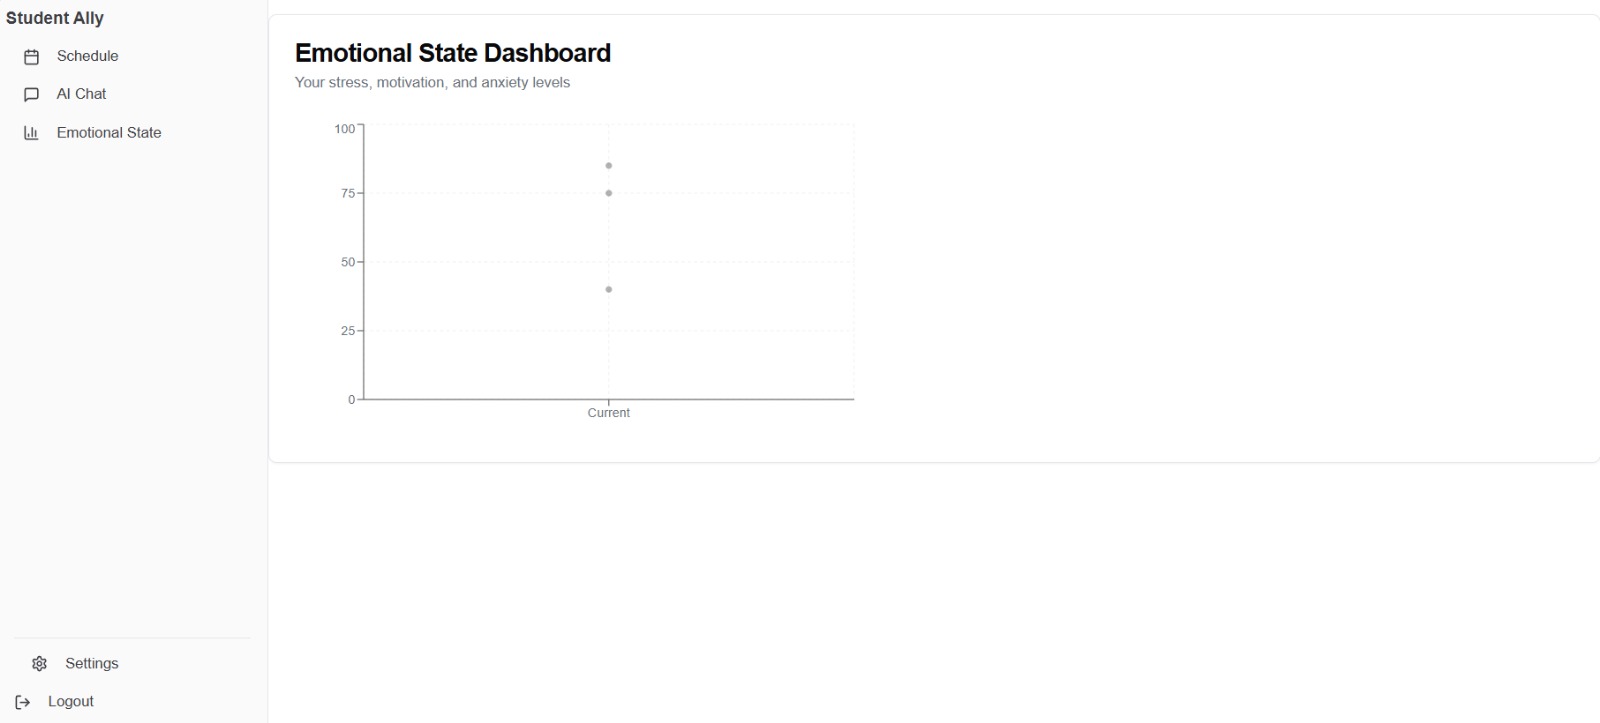 Student Ally
Schedule
AI Chat
Emotional State
Settings
Logout
Emotional State Dashboard
Your stress, motivation, and anxiety levels
100
75
50
25
0
Current